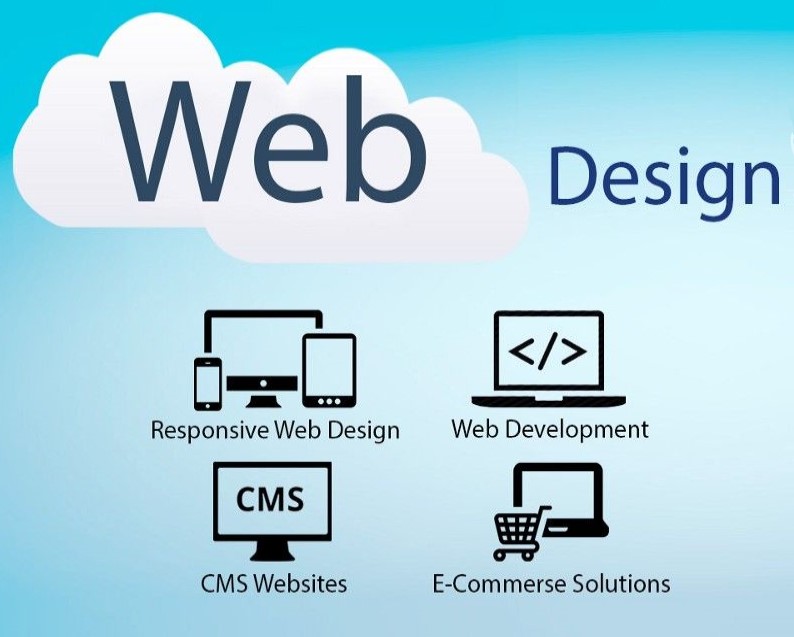 Web
Design
</>
Responsive Web Design
Web Development
CMS
CMS Websites
E-Commerse Solutions